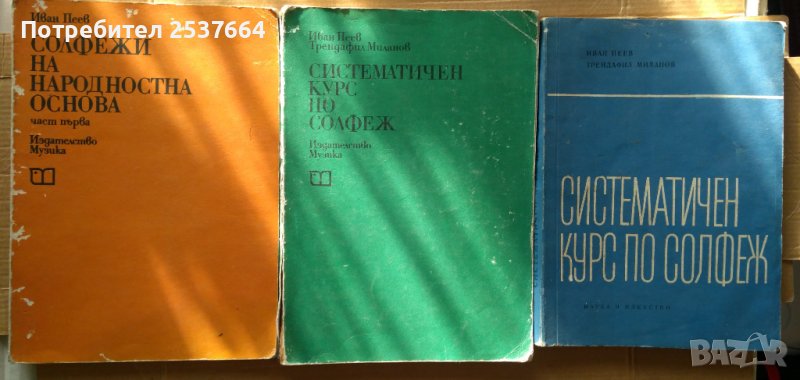 Потребител 2537664
Иван Пеев
СОЛФЕЖИ
НА
НАРОДНОСТНА
ОСНОВА
част първа
Издателство
Музика
Иван Пеев
Трендафил Миланов
СИСТЕМАТИЧЕН
КУРС
ПО
СОЛФЕЖ
Издателство
Музика
ИВАН ПЕЕВ
ТРЕНДАФИЛ МИЛАНОВ
СИСТЕМАТИЧЕН
КУРС ПО СОЛФЕЖ
НАУКА И ИЗКУСТВО
BAZAR